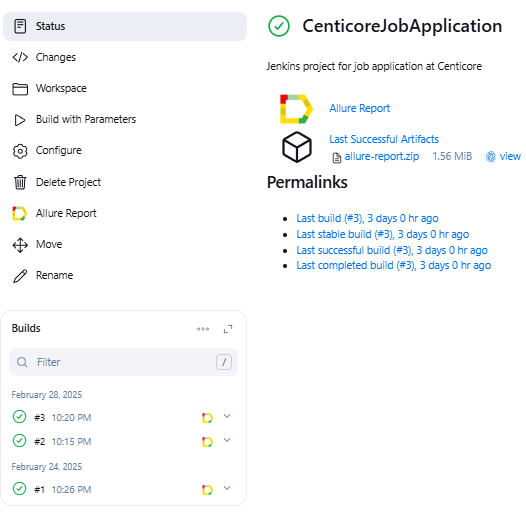 Status
Changes
Workspace
Build with Parameters
Configure
Delete Project
Allure Report
Move
Rename
Builds
Filter
/
February 28, 2025
#3 10:20 PM
#2 10:15 PM
February 24, 2025
#1 10:26 PM
CenticoreJobApplication
Jenkins project for job application at Centicore
Allure Report
Last Successful Artifacts
allure-report.zip 1.56 MiB view
Permalinks
Last build (#3), 3 days 0 hr ago
Last stable build (#3), 3 days 0 hr ago
Last successful build (#3), 3 days 0 hr ago
Last completed build (#3), 3 days 0 hr ago